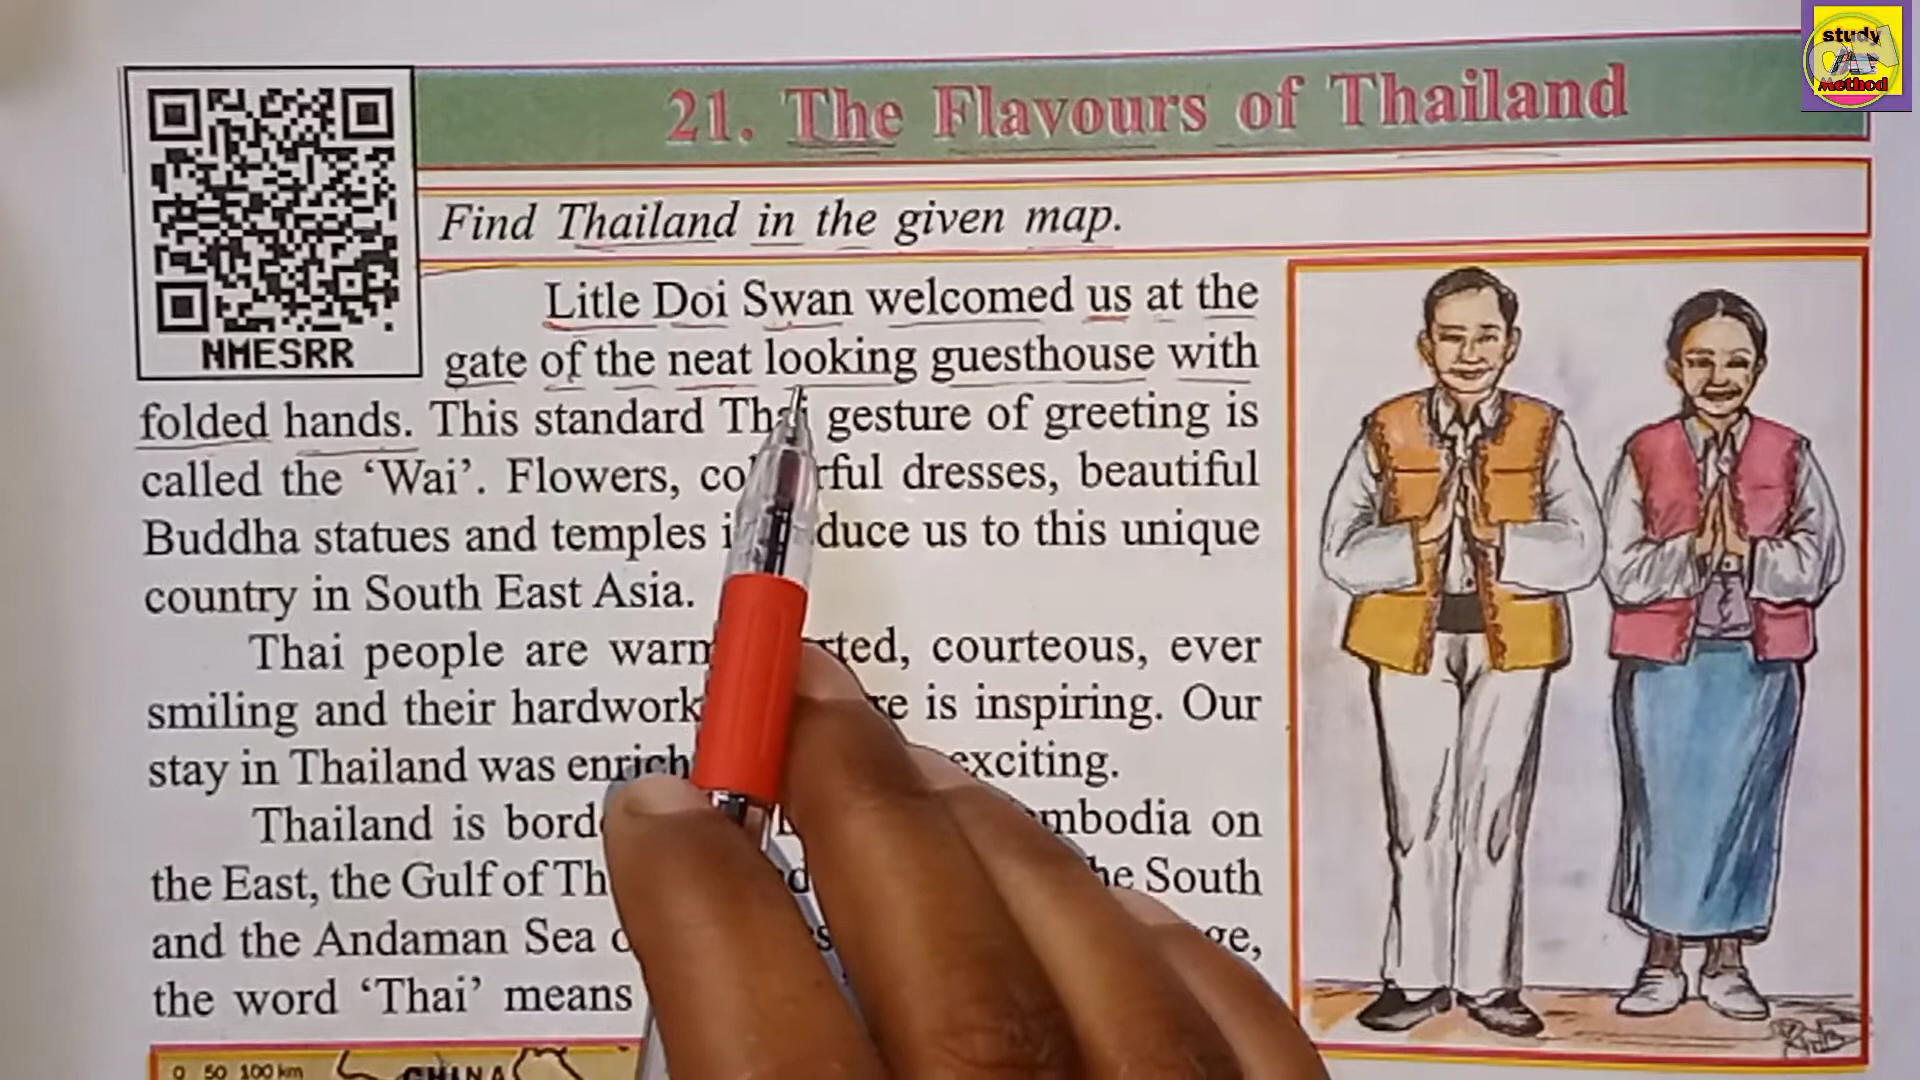 study
Method
21. The Flavours of Thailand
NMESRR
Find Thailand in the given map.
Litle Doi Swan welcomed us at the
gate of the neat looking guesthouse with
folded hands. This standard Thai gesture of greeting is
called the ‘Wai’. Flowers, dresses, beautiful
Buddha statues and temples us to this unique
country in South East Asia.
Thai people are courteous, ever
smiling and their is inspiring. Our
stay in Thailand was exciting.
Thailand is on
the East, the Gulf of South
and the Andaman Sea
the word ‘Thai’ means
0 50 100 km
CHINA